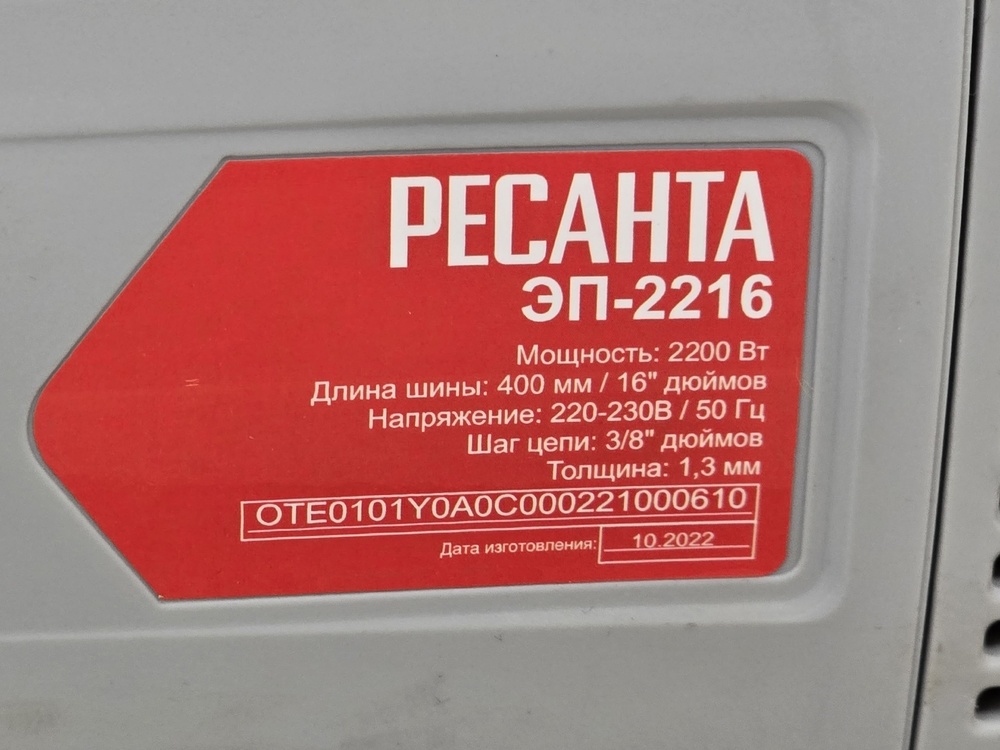 РЕСАНТА
ЭП-2216
Мощность: 2200 Вт
Длина шины: 400 мм / 16" дюймов
Напряжение: 220-230В / 50 Гц
Шаг цепи: 3/8" дюймов
Толщина: 1,3 мм
OTE0101Y0A0C000221000610
Дата изготовления: 10.2022